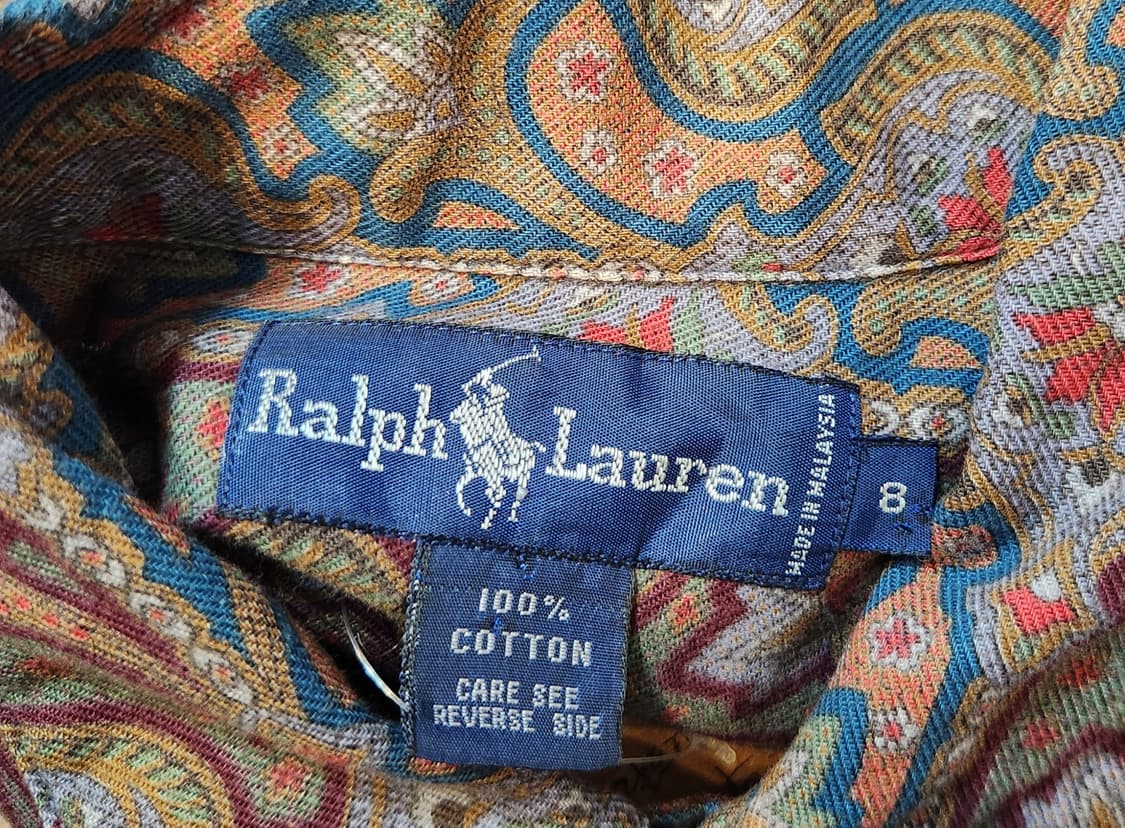 Ralph Lauren
MADE IN MALAYSIA
8
100%
COTTON
CARE SEE
REVERSE SIDE